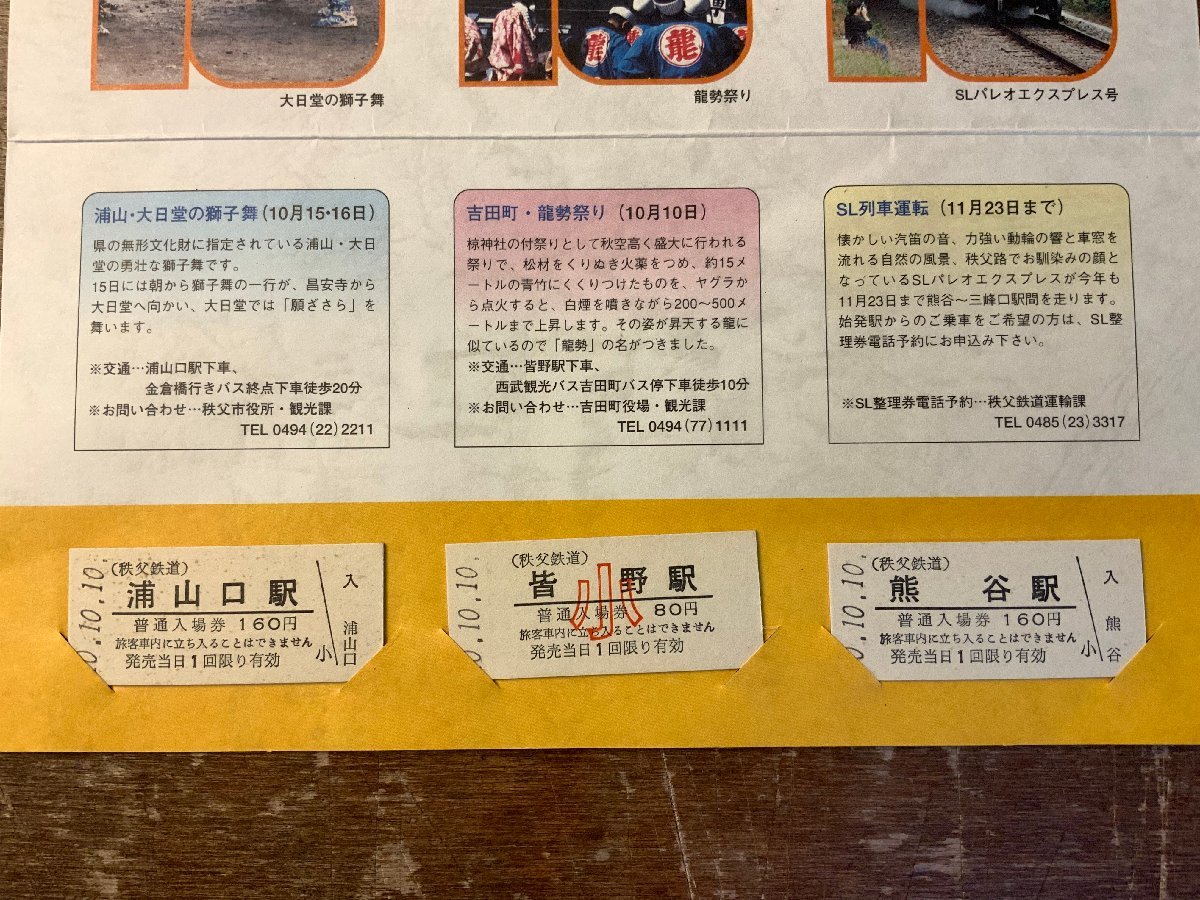 龍
龍
大日堂の獅子舞
龍勢祭り
SLパレオエクスプレス号
浦山・大日堂の獅子舞(10月15・16日)
県の無形文化財に指定されている浦山・大日
堂の勇壮な獅子舞です。
15日には朝から獅子舞の一行が、昌安寺から
大日堂へ向かい、大日堂では「願ざさら」を
舞います。
※交通…浦山口駅下車、
金倉橋行きバス終点下車徒歩20分
※お問い合わせ…秩父市役所・観光課
TEL 0494(22)2211
吉田町・龍勢祭り (10月10日)
椋神社の付祭りとして秋空高く盛大に行われる
祭りで、松材をくりぬき火薬をつめ、約15メ
ートルの青竹にくくりつけたものを、ヤグラか
ら点火すると、白煙を噴きながら200〜500メ
ートルまで上昇します。その姿が昇天する龍に
似ているので「龍勢」の名がつきました。
※交通…皆野駅下車、
西武観光バス吉田町バス停下車徒歩10分
※お問い合わせ…吉田町役場・観光課
TEL 0494(77)1111
SL列車運転 (11月23日まで)
懐かしい汽笛の音、力強い動輪の響と車窓を
流れる自然の風景、秩父路でお馴染みの顔と
なっているSLパレオエクスプレスが今年も
11月23日まで熊谷〜三峰口駅間を走ります。
始発駅からのご乗車をご希望の方は、SL整
理券電話予約にお申込み下さい。
※SL整理券電話予約…秩父鉄道運輸課
TEL 0485(23)3317
10.10.
(秩父鉄道)
浦山口駅
普通入場券 160円
旅客車内に立ち入ることはできません
発売当日1回限り有効
小
入
浦山口
10.10.
(秩父鉄道)
皆野駅
小
普通入場券 80円
旅客車内に立ち入ることはできません
発売当日1回限り有効
10.10.
(秩父鉄道)
熊谷駅
普通入場券 160円
旅客車内に立ち入ることはできません
発売当日1回限り有効
小
入
熊谷